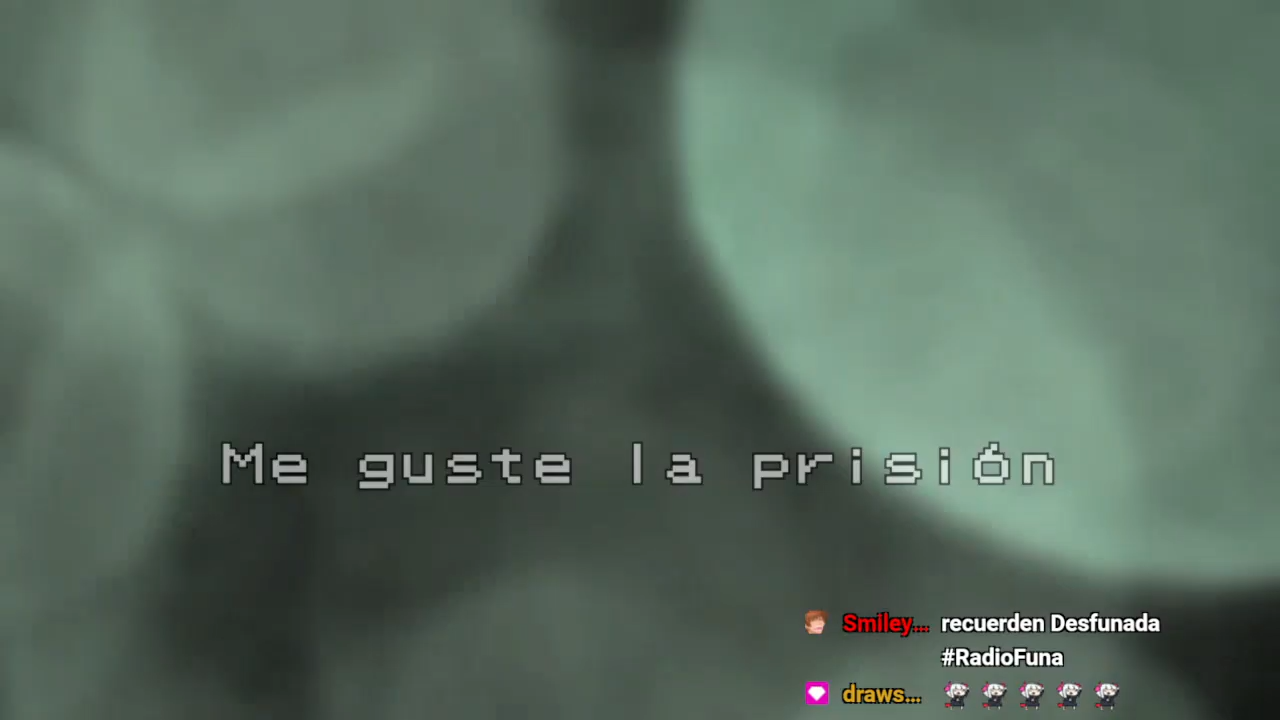 Me guste la prisión
Smiley... recuerden Desfunada
#RadioFuna
draws...